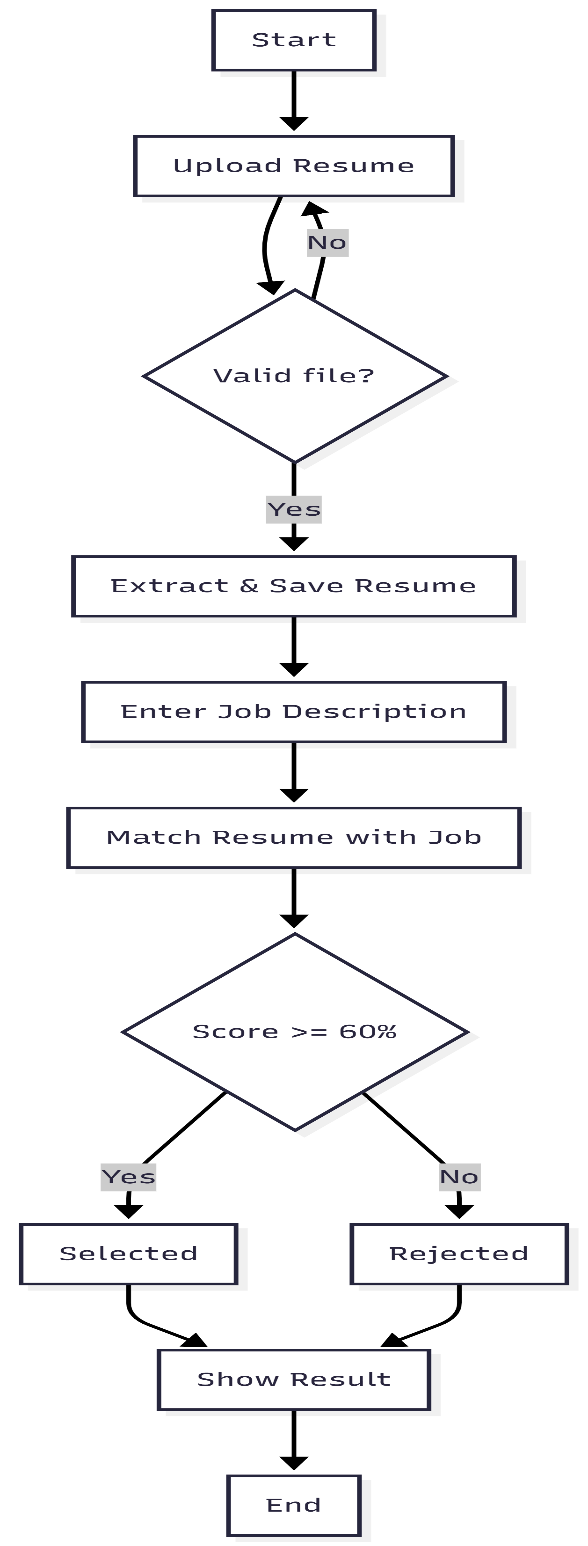 Start
Upload Resume
No
Valid file?
Yes
Extract & Save Resume
Enter Job Description
Match Resume with Job
Score >= 60%
Yes
No
Selected
Rejected
Show Result
End